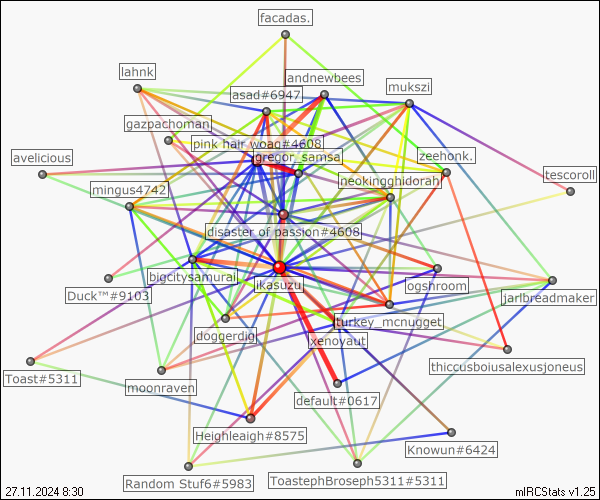 facadas.
lahnk
andnewbees
mukszi
asad#6947
gazpachoman
pink hair woag#4608
gregor_samsa
avelicious
zeehonk.
tescoroll
mingus4742
neokingghidorah
disaster of passion#4608
bigcitysamurai
ikasuzu
ogshroom
jarlbreadmaker
Duck™#9103
doggerdig
turkey_mcnugget
xenovaut
thiccusboiusalexusjoneus
Toast#5311
moonraven
default#0617
Heighleaigh#8575
Knowun#6424
Random Stuf6#5983
ToastephBroseph5311#5311
27.11.2024 8:30
mIRCStats v1.25